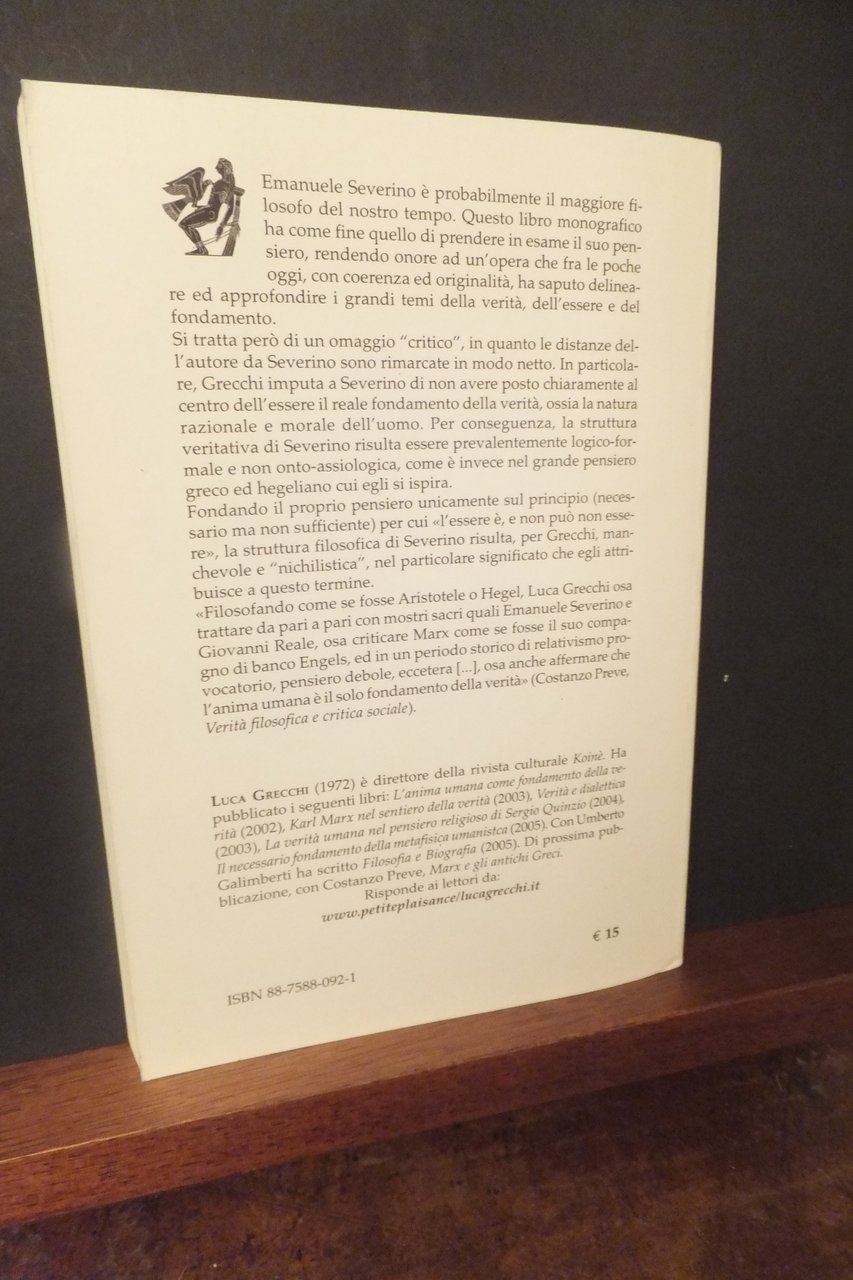 Emanuele Severino è probabilmente il maggiore fi-
losofo del nostro tempo. Questo libro monografico
ha come fine quello di prendere in esame il suo pen-
siero, rendendo onore ad un'opera che fra le poche
oggi, con coerenza ed originalità, ha saputo delinea-
re ed approfondire i grandi temi della verità, dell'essere e del
fondamento.
Si tratta però di un omaggio "critico", in quanto le distanze del-
l'autore da Severino sono rimarcate in modo netto. In particola-
re, Grecchi imputa a Severino di non avere posto chiaramente al
centro dell'essere il reale fondamento della verità, ossia la natura
razionale e morale dell'uomo. Per conseguenza, la struttura
veritativa di Severino risulta essere prevalentemente logico-for-
male e non onto-assiologica, come è invece nel grande pensiero
greco ed hegeliano cui egli si ispira.
Fondando il proprio pensiero unicamente sul principio (neces-
sario ma non sufficiente) per cui «l'essere è, e non può non esse-
re», la struttura filosofica di Severino risulta, per Grecchi, man-
chevole e "nichilistica", nel particolare significato che egli attri-
buisce a questo termine.
«Filosofando come se fosse Aristotele o Hegel, Luca Grecchi osa
trattare da pari a pari con mostri sacri quali Emanuele Severino e
Giovanni Reale, osa criticare Marx come se fosse il suo compa-
gno di banco Engels, ed in un periodo storico di relativismo pro-
vocatorio, pensiero debole, eccetera [...], osa anche affermare che
l'anima umana è il solo fondamento della verità» (Costanzo Preve,
Verità filosofica e critica sociale).
LUCA GRECCHI (1972) è direttore della rivista culturale Koinè. Ha
pubblicato i seguenti libri: L'anima umana come fondamento della ve-
rità (2002), Karl Marx nel sentiero della verità (2003), Verità e dialettica
(2003), La verità umana nel pensiero religioso di Sergio Quinzio (2004),
Il necessario fondamento della metafisica umanistca (2005). Con Umberto
Galimberti ha scritto Filosofia e Biografia (2005). Di prossima pub-
blicazione, con Costanzo Preve, Marx e gli antichi Greci.
Risponde ai lettori da:
www.petiteplaisance/lucagrecchi.it
€ 15
ISBN 88-7588-092-1